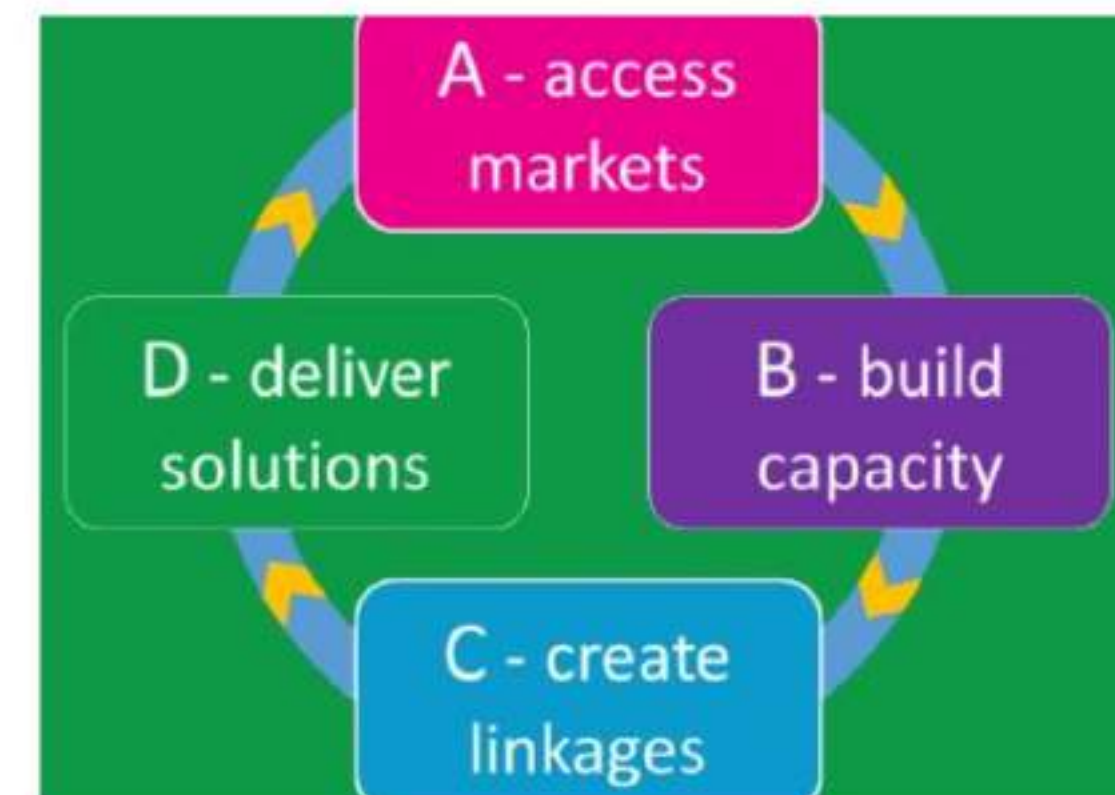 A - access
markets
B - build
capacity
C - create
linkages
D - deliver
solutions